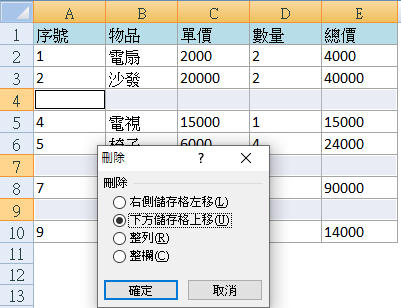 A B C D E
1 序號 物品 單價 數量 總價
2 1 電扇 2000 2 4000
3 2 沙發 20000 2 40000
4
5 4 電視 15000 1 15000
6 5 椅子 6000 4 24000
7
8 7 90000
9
10 9 14000
11
12
13
刪除 ? ×
刪除
右側儲存格左移(L)
下方儲存格上移(U)
整列(R)
整欄(C)
確定 取消